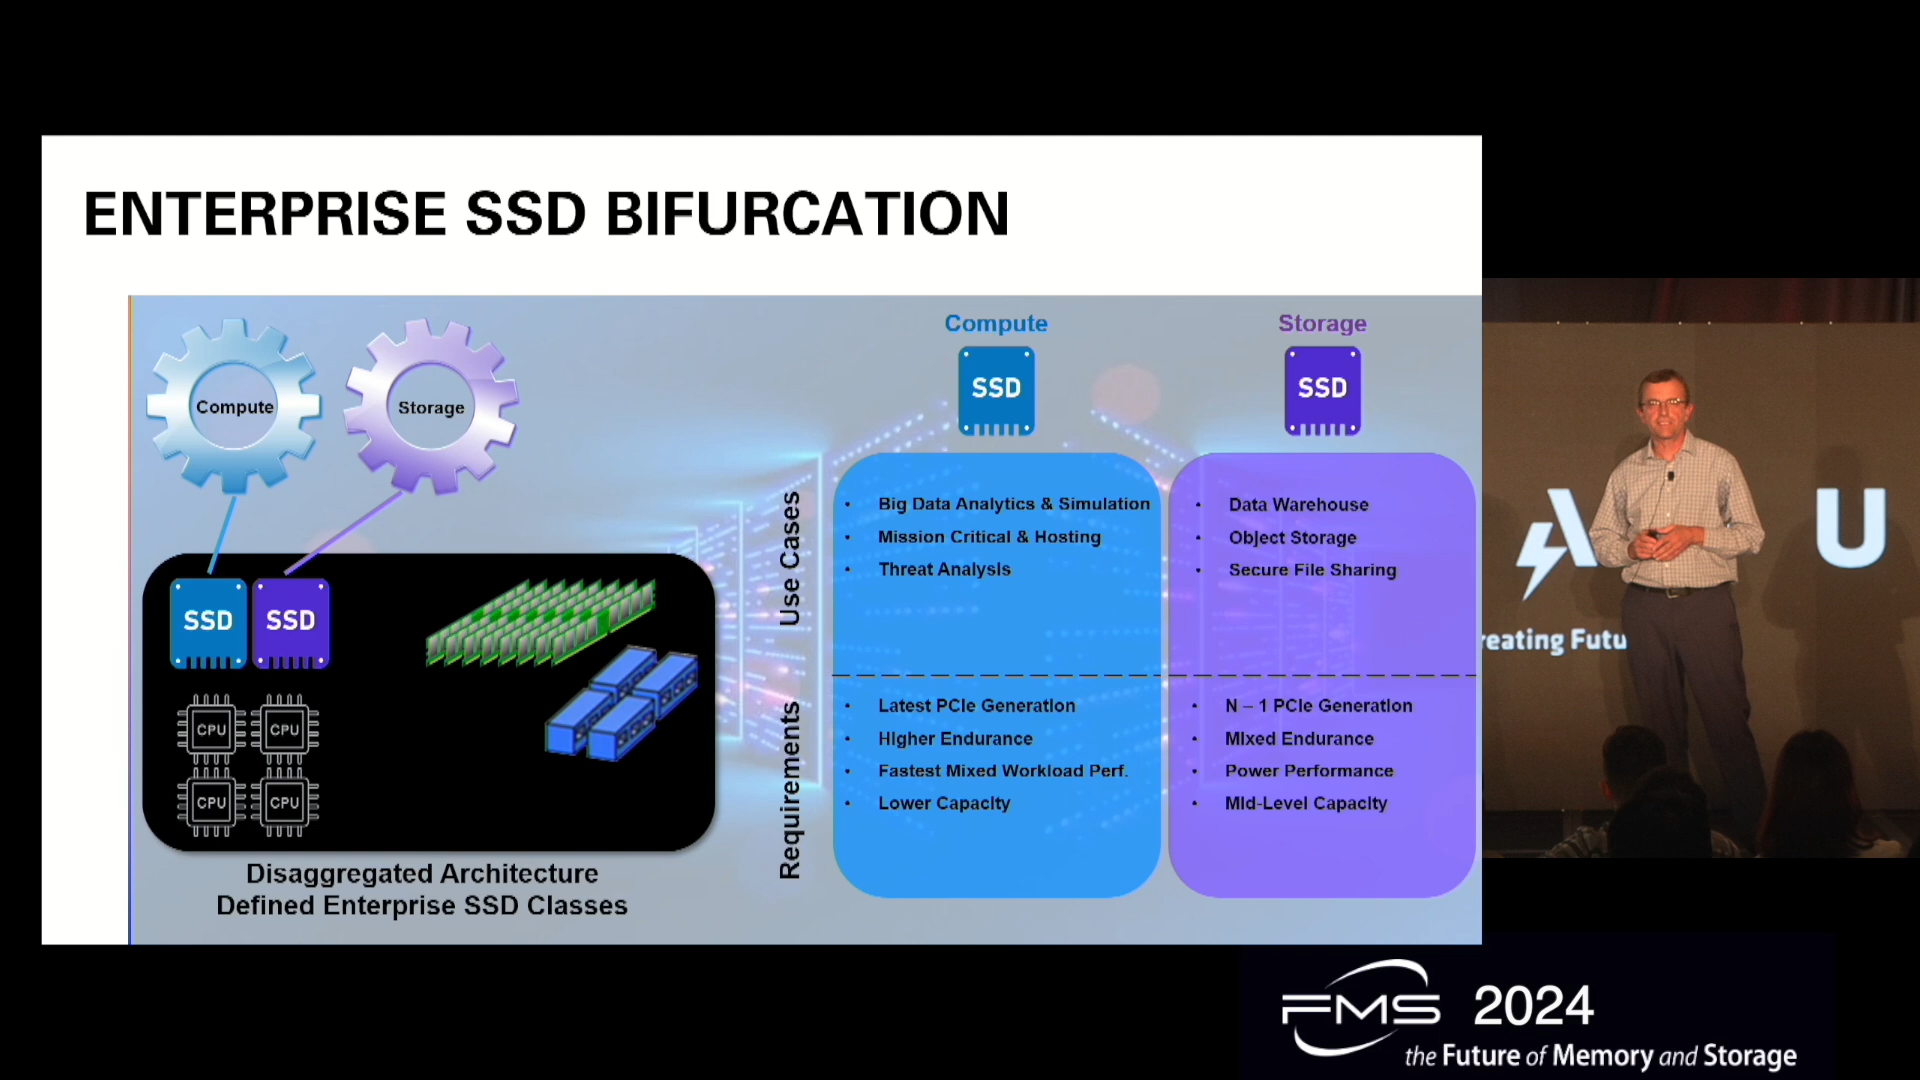 ENTERPRISE SSD BIFURCATION
Compute
Storage
SSD
SSD
CPU
CPU
CPU
CPU
Disaggregated Architecture
Defined Enterprise SSD Classes
Compute
SSD
Storage
SSD
Use Cases
• Big Data Analytics & Simulation
• Mission Critical & Hosting
• Threat Analysis
• Data Warehouse
• Object Storage
• Secure File Sharing
Requirements
• Latest PCIe Generation
• Higher Endurance
• Fastest Mixed Workload Perf.
• Lower Capacity
• N – 1 PCIe Generation
• Mixed Endurance
• Power Performance
• Mid-Level Capacity
A U
eating Futu
FMS 2024
the Future of Memory and Storage